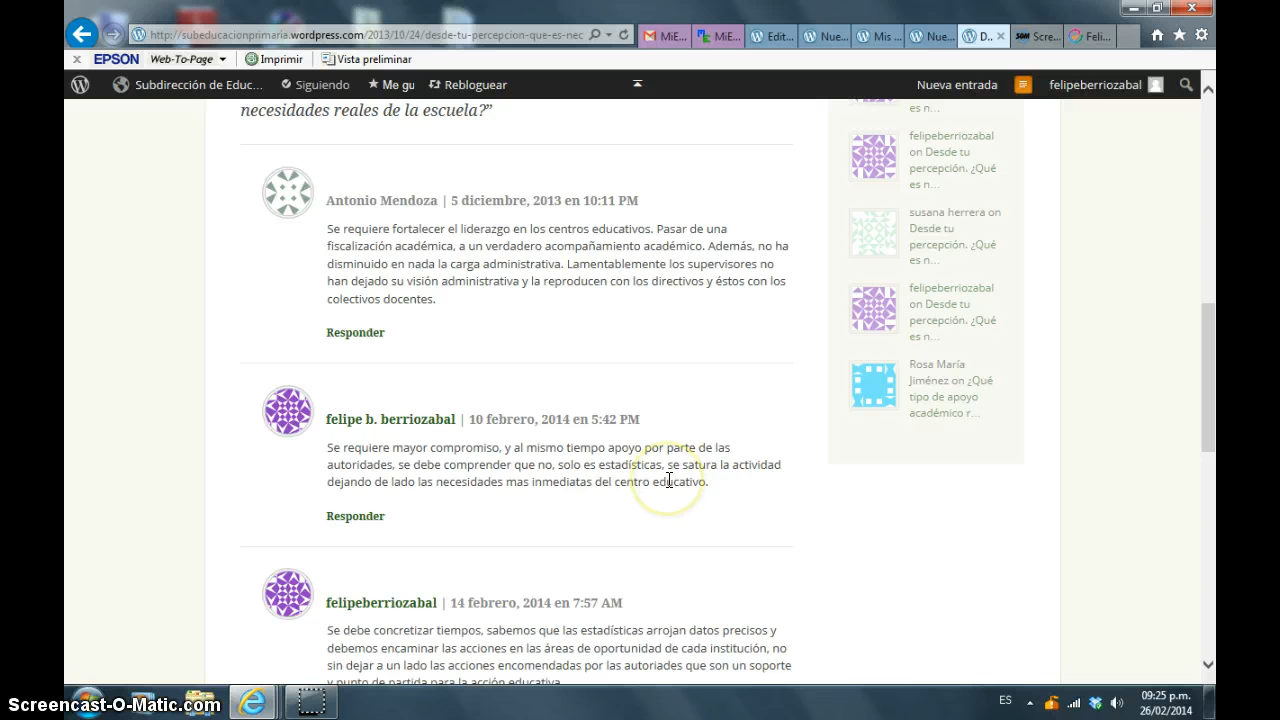 http://subeducacionprimaria.wordpress.com/2013/10/24/desde-tu-percepcion-que-es-nec
MiE...
MiE...
Edit...
Nue...
Mis ...
Nue...
D...
Scre...
Feli...
x EPSON Web-To-Page Imprimir Vista preliminar
Subdirección de Educ... Siguiendo Me gu Rebloguear Nueva entrada felipeberriozabal
necesidades reales de la escuela?”
Antonio Mendoza | 5 diciembre, 2013 en 10:11 PM
Se requiere fortalecer el liderazgo en los centros educativos. Pasar de una
fiscalización académica, a un verdadero acompañamiento académico. Además, no ha
disminuido en nada la carga administrativa. Lamentablemente los supervisores no
han dejado su visión administrativa y la reproducen con los directivos y éstos con los
colectivos docentes.
Responder
felipe b. berriozabal | 10 febrero, 2014 en 5:42 PM
Se requiere mayor compromiso, y al mismo tiempo apoyo por parte de las
autoridades, se debe comprender que no, solo es estadísticas, se satura la actividad
dejando de lado las necesidades mas inmediatas del centro educativo.
Responder
felipeberriozabal | 14 febrero, 2014 en 7:57 AM
Se debe concretizar tiempos, sabemos que las estadísticas arrojan datos precisos y
debemos encaminar las acciones en las áreas de oportunidad de cada institución, no
sin dejar a un lado las acciones encomendadas por las autoriades que son un soporte
y punto de partida para la acción educativa.
es n...
felipeberriozabal
on Desde tu
percepción. ¿Qué
es n...
susana herrera on
Desde tu
percepción. ¿Qué
es n...
felipeberriozabal
on Desde tu
percepción. ¿Qué
es n...
Rosa María
Jiménez on ¿Qué
tipo de apoyo
académico r...
Screencast-O-Matic.com
ES
09:25 p.m.
26/02/2014